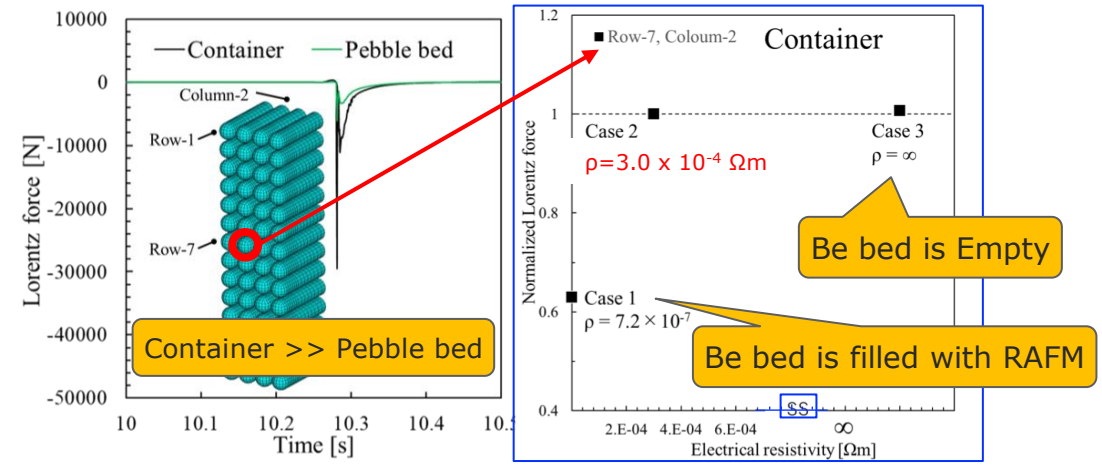 10000
0
-10000
-20000
-30000
-40000
-50000
Lorentz force [N]
Container
Pebble bed
Column-2
Row-1
Row-7
Container >> Pebble bed
10 10.1 10.2 10.3 10.4 10.5
Time [s]
1.2
1
0.8
0.6
0.4
Normalized Lorentz force
Row-7, Coloum-2
Container
Case 2
ρ=3.0 x 10-4 Ωm
Case 3
ρ = ∞
Be bed is Empty
Case 1
ρ = 7.2×10-7
Be bed is filled with RAFM
SS
2.E-04 4.E-04 6.E-04 ∞
Electrical resistivity [Ωm]